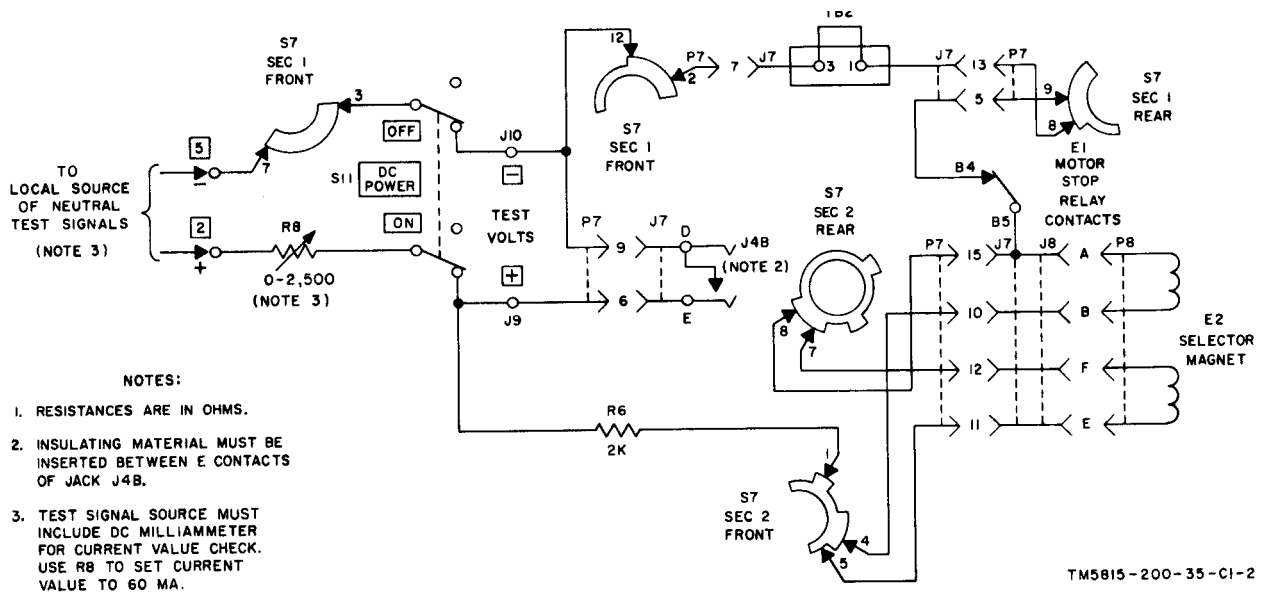 S7
SEC 1
FRONT
3
7
5
−
TO
LOCAL SOURCE
OF NEUTRAL
TEST SIGNALS
(NOTE 3)
2
+
R8
0-2,500
(NOTE 3)
OFF
S11
DC
POWER
ON
J10
−
TEST
VOLTS
+
J9
12
2
S7
SEC 1
FRONT
P7
7
J7
TB2
3
1
J7
13
P7
5
9
8
S7
SEC 1
REAR
E1
MOTOR
STOP
RELAY
CONTACTS
B4
B5
P7
9
J7
D
J4B
(NOTE 2)
6
E
S7
SEC 2
REAR
8
7
P7
15
J7
J8
A
P8
10
B
12
F
11
E
E2
SELECTOR
MAGNET
R6
2K
1
S7
SEC 2
FRONT
4
5
NOTES:
1. RESISTANCES ARE IN OHMS.
2. INSULATING MATERIAL MUST BE
INSERTED BETWEEN E CONTACTS
OF JACK J4B.
3. TEST SIGNAL SOURCE MUST
INCLUDE DC MILLIAMMETER
FOR CURRENT VALUE CHECK.
USE R8 TO SET CURRENT
VALUE TO 60 MA.
TM5815-200-35-C1-2